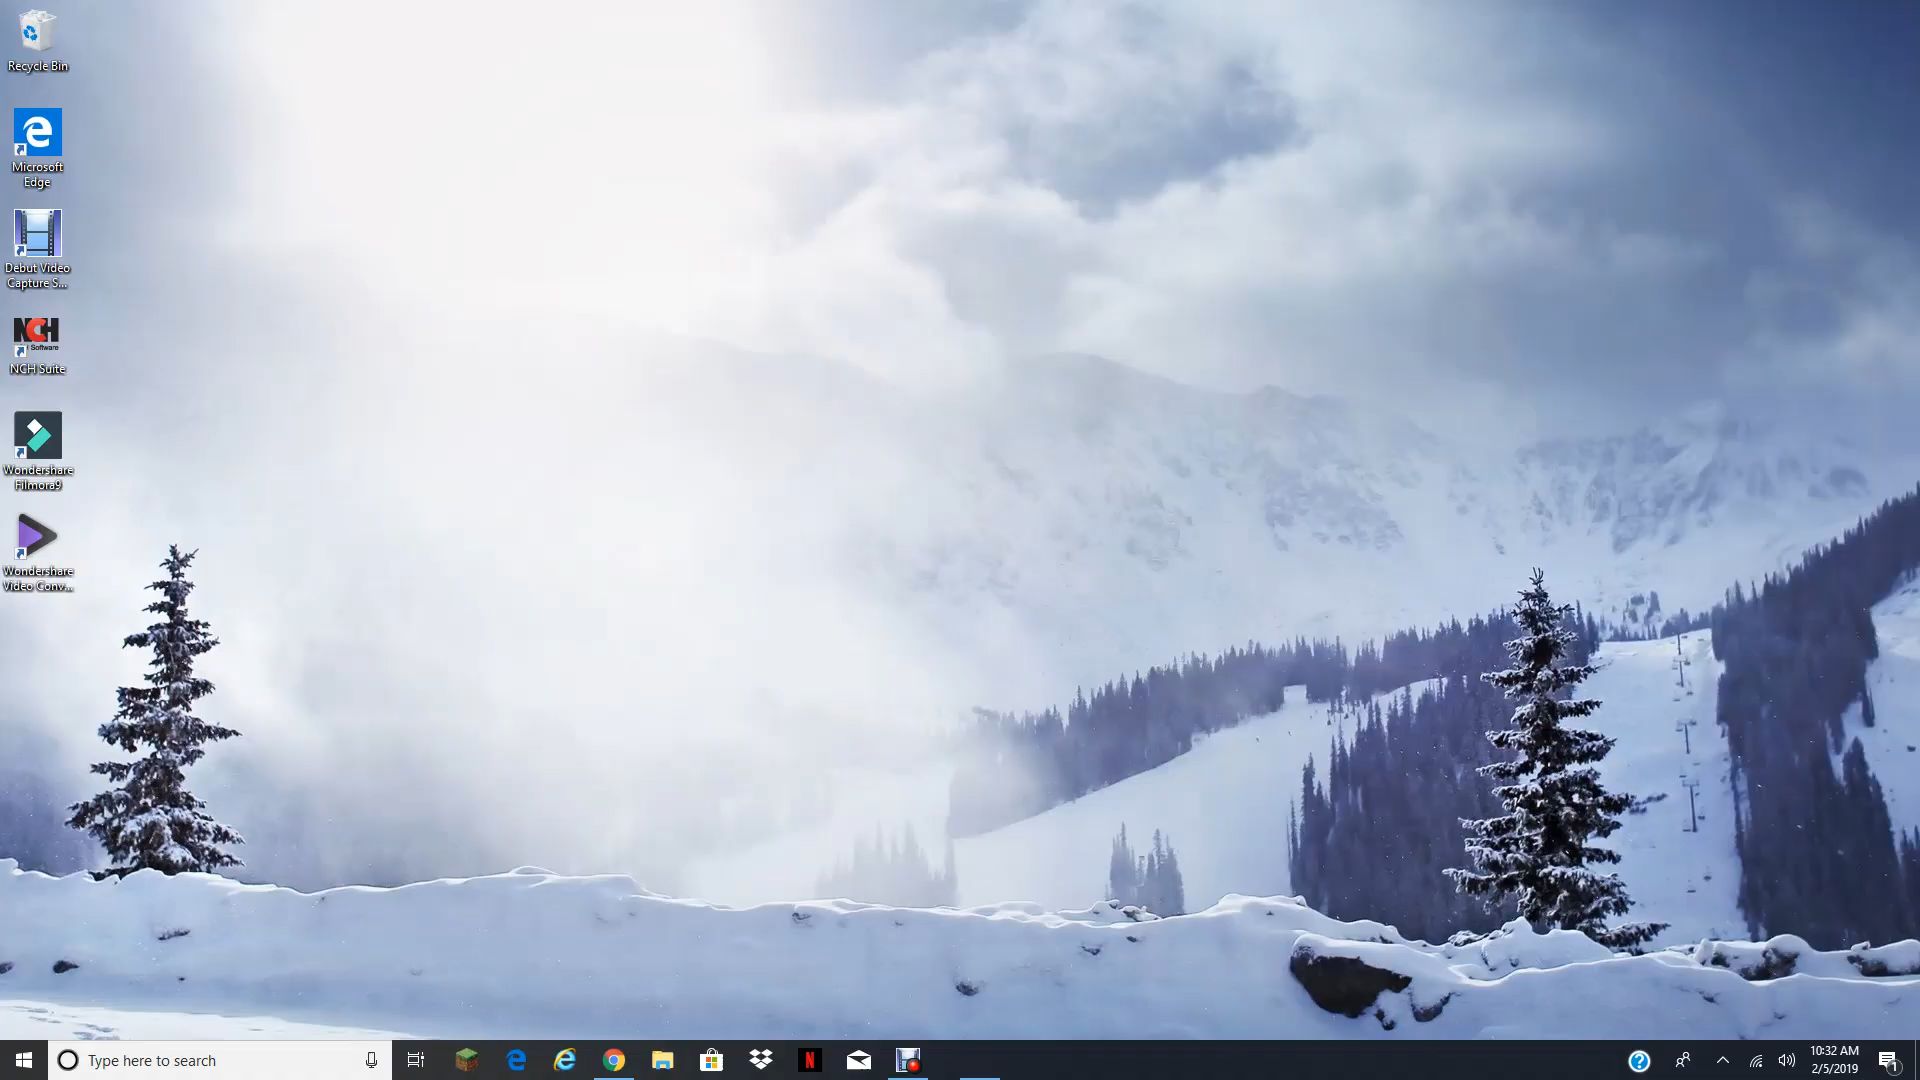 Recycle Bin
Microsoft
Edge
Debut Video
Capture S...
NCH
Software
NCH Suite
Wondershare
Filmora9
Wondershare
Video Conv...
Type here to search
N
10:32 AM
2/5/2019
1